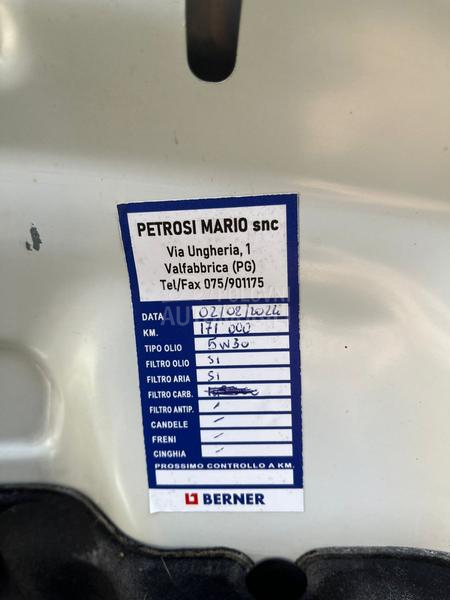 PETROSI MARIO snc
Via Ungheria, 1
Valfabbrica (PG)
Tel/Fax 075/901175
DATA 02/08/2024
KM. 171 000
TIPO OLIO 5W30
FILTRO OLIO SI
FILTRO ARIA SI
FILTRO CARB.
FILTRO ANTIP. /
CANDELE /
FRENI /
CINGHIA /
PROSSIMO CONTROLLO A KM.
BERNER